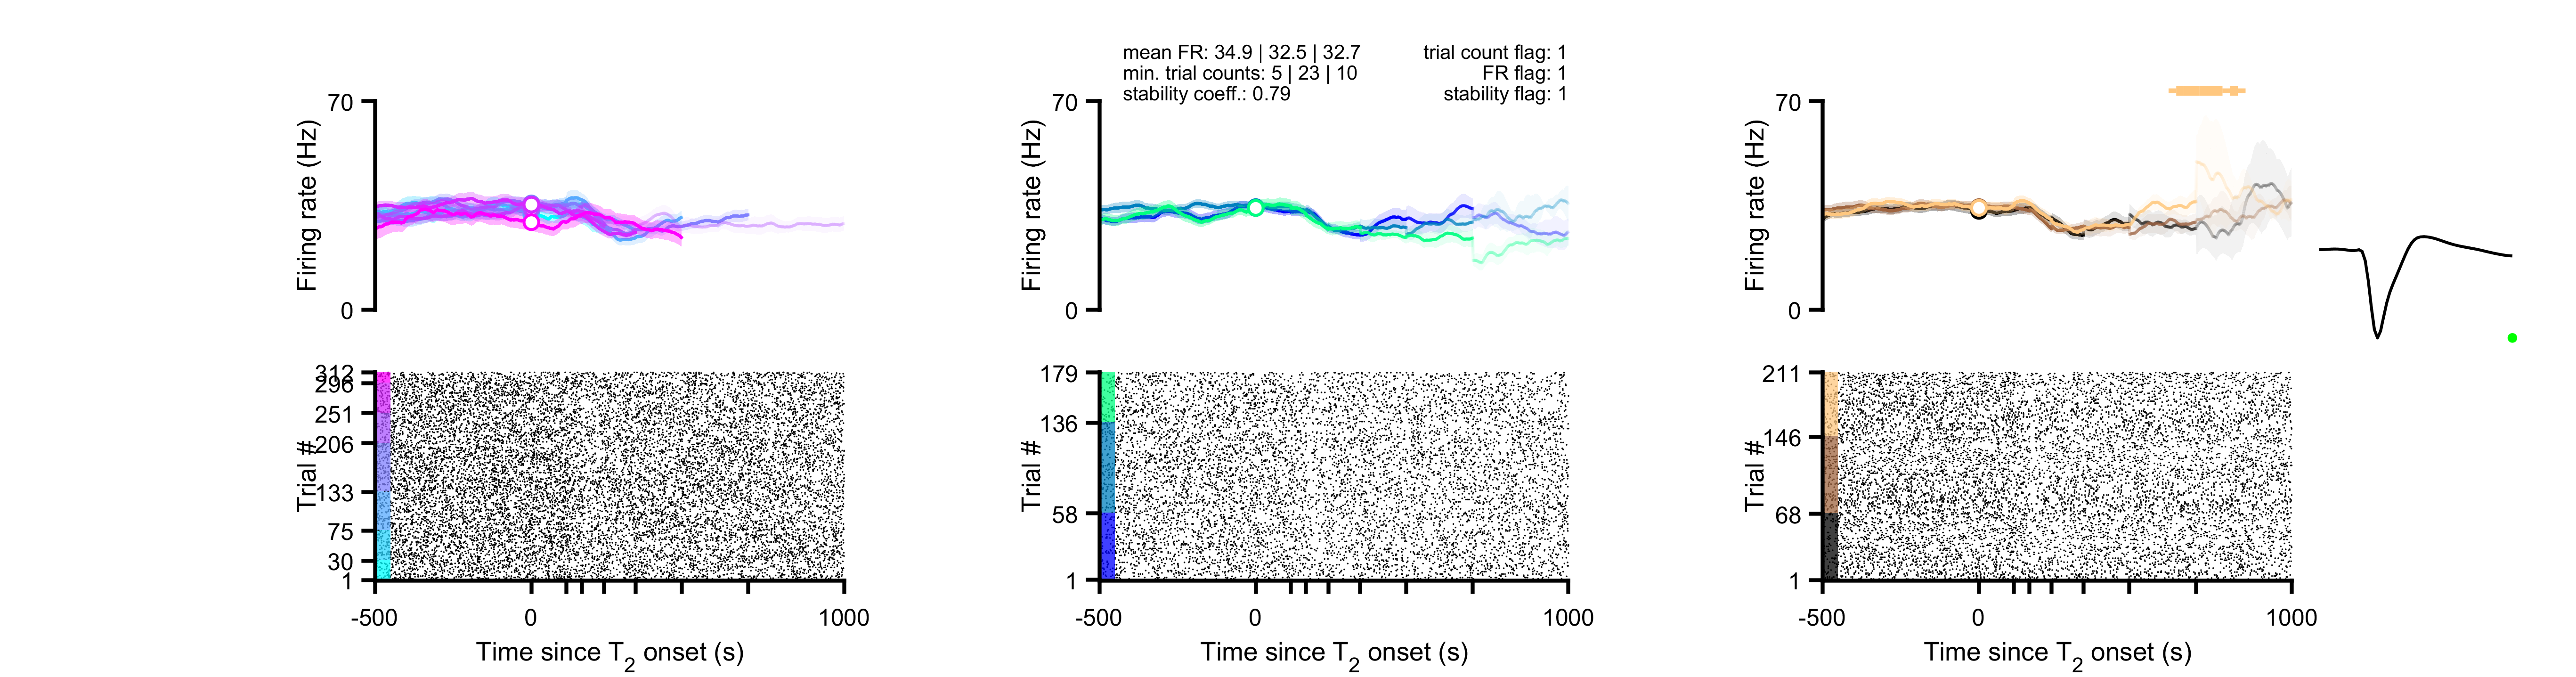 mean FR: 34.9 | 32.5 | 32.7
min. trial counts: 5 | 23 | 10
stability coeff.: 0.79
trial count flag: 1
FR flag: 1
stability flag: 1
70
Firing rate (Hz)
0
70
Firing rate (Hz)
0
70
Firing rate (Hz)
0
312
296
251
206
133
75
30
1
Trial #
-500
0
1000
Time since T2 onset (s)
179
136
58
1
Trial #
-500
0
1000
Time since T2 onset (s)
211
146
68
1
Trial #
-500
0
1000
Time since T2 onset (s)